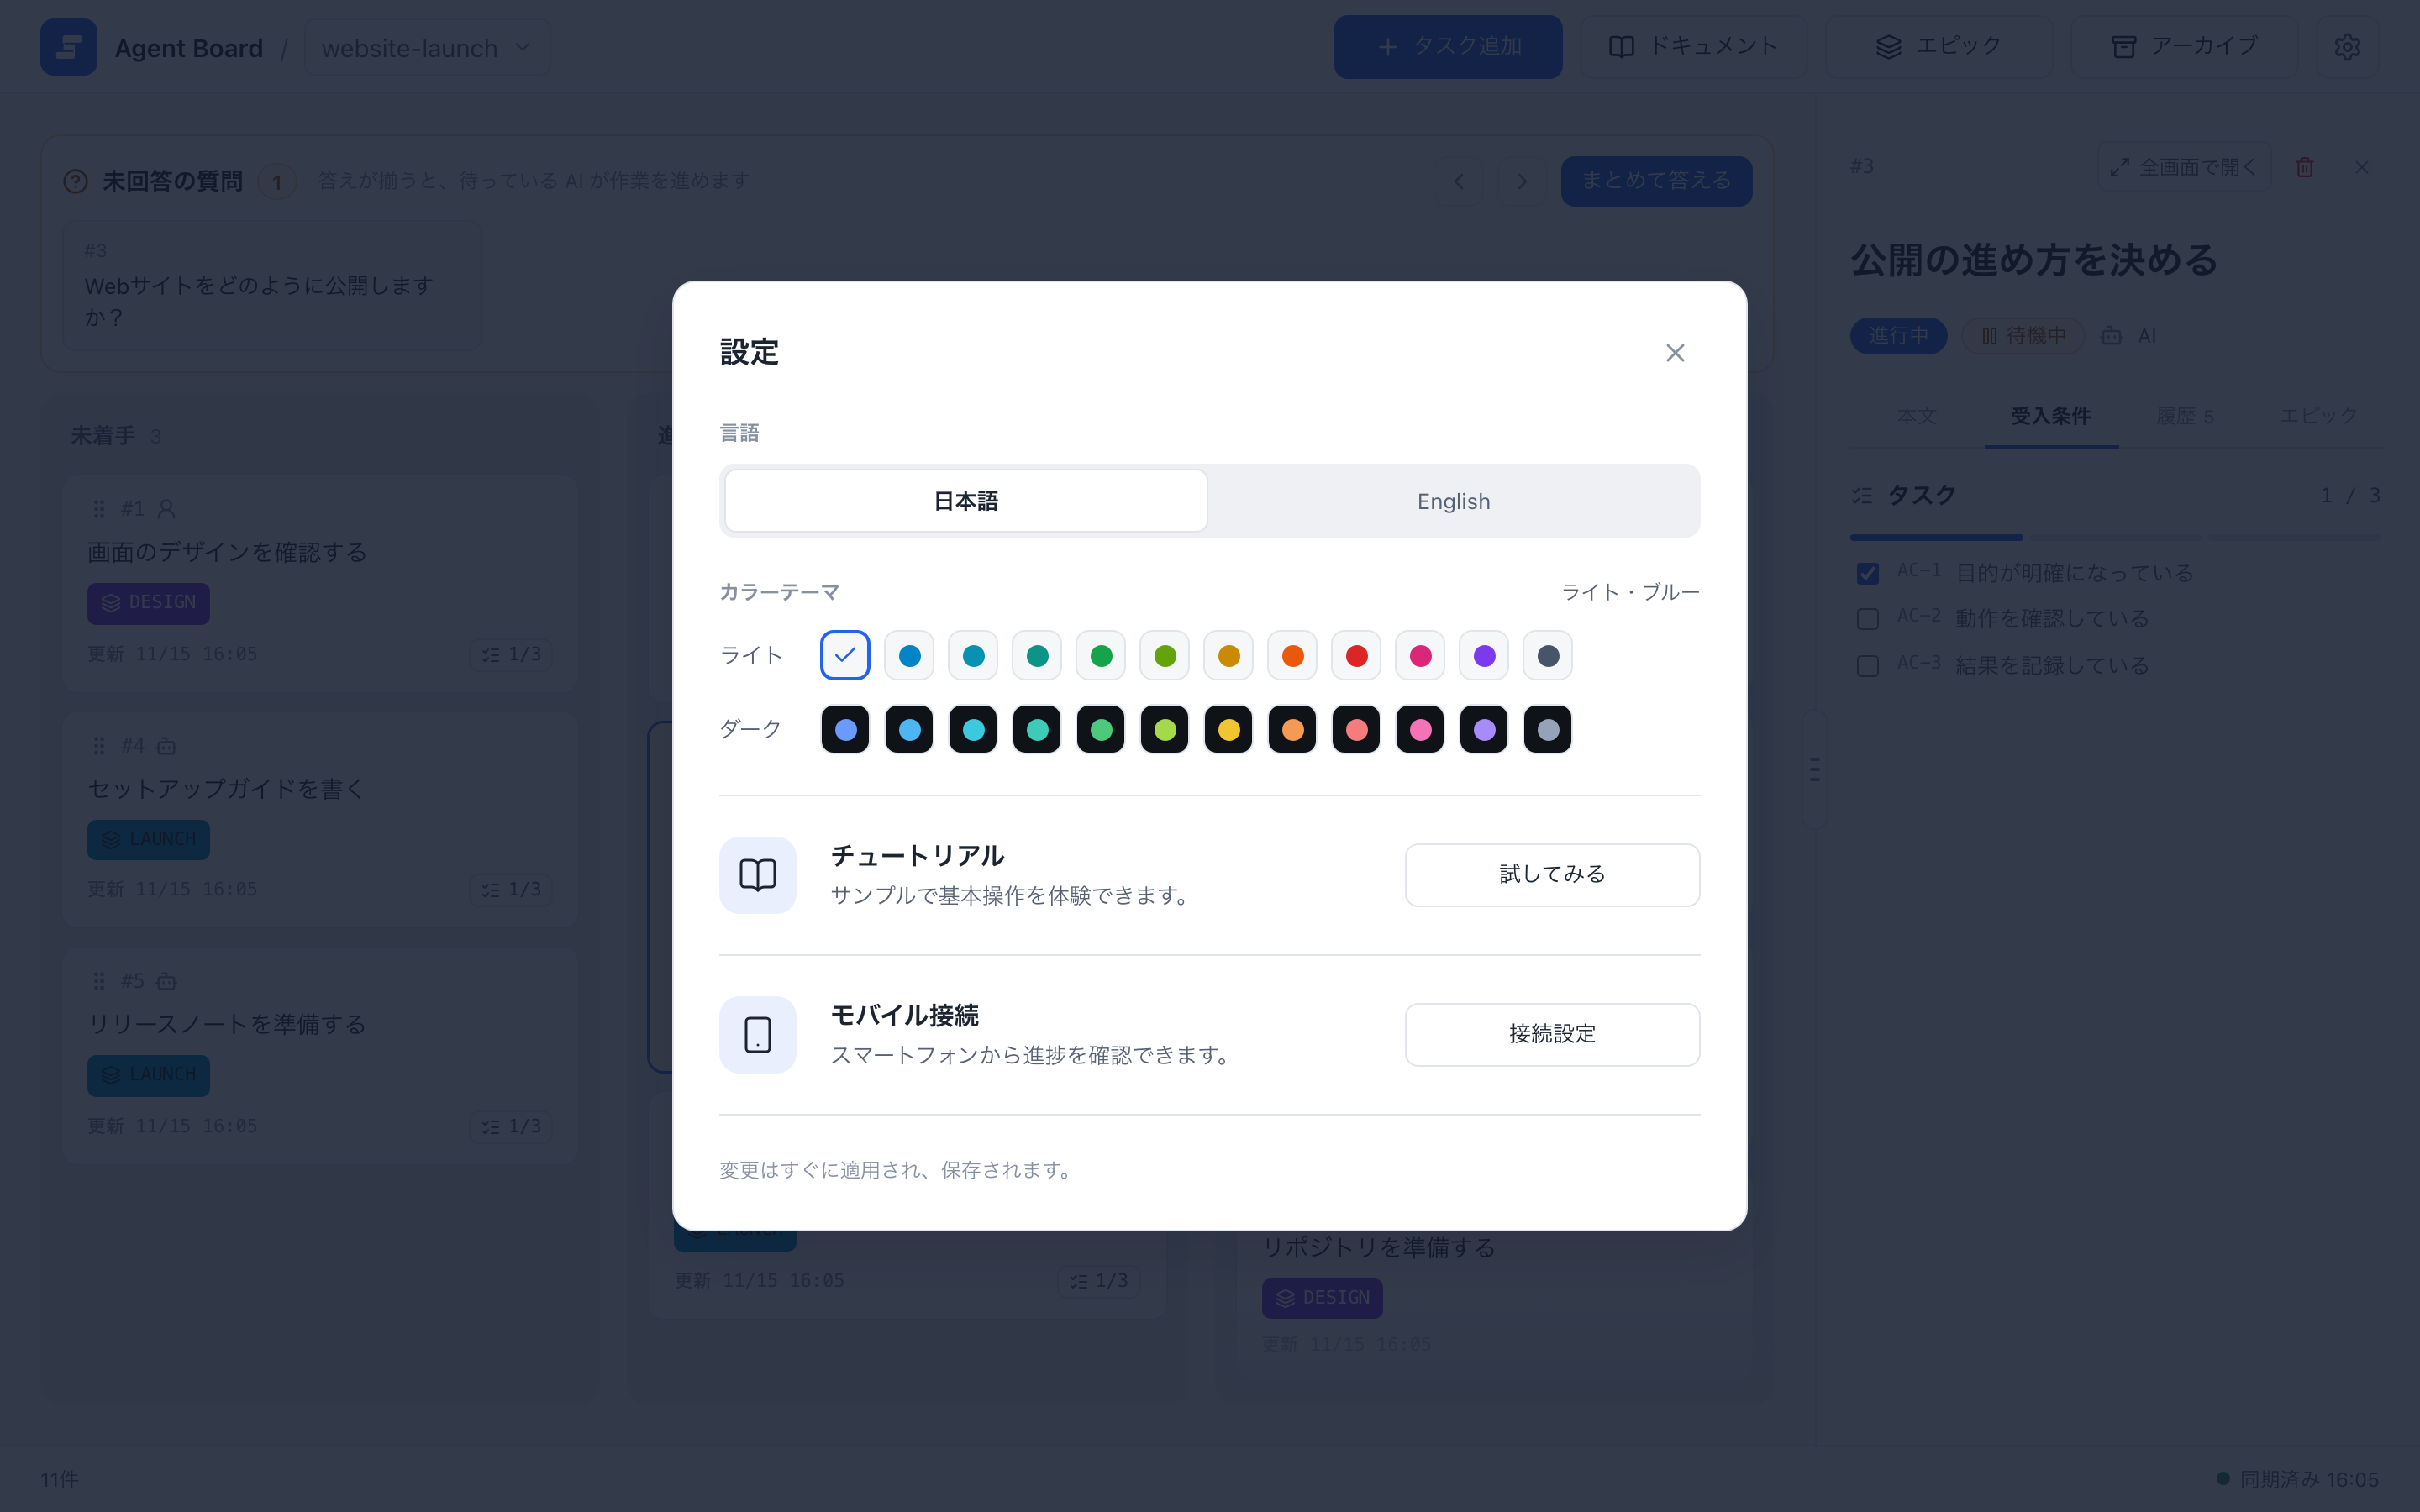 Agent Board / website-launch
タスク追加
ドキュメント
エピック
アーカイブ
未回答の質問 1 答えが揃うと、待っている AI が作業を進めます
まとめて答える
#3
Webサイトをどのように公開します
か？
未着手 3
#1
画面のデザインを確認する
DESIGN
更新 11/15 16:05 1/3
#4
セットアップガイドを書く
LAUNCH
更新 11/15 16:05 1/3
#5
リリースノートを準備する
LAUNCH
更新 11/15 16:05 1/3
更新 11/15 16:05 1/3
リポジトリを準備する
DESIGN
更新 11/15 16:05
設定
言語
日本語 English
カラーテーマ ライト・ブルー
ライト
ダーク
チュートリアル
サンプルで基本操作を体験できます。
試してみる
モバイル接続
スマートフォンから進捗を確認できます。
接続設定
変更はすぐに適用され、保存されます。
#3 全画面で開く
公開の進め方を決める
進行中 待機中 AI
本文 受入条件 履歴 5 エピック
タスク 1 / 3
AC-1 目的が明確になっている
AC-2 動作を確認している
AC-3 結果を記録している
11件
同期済み 16:05